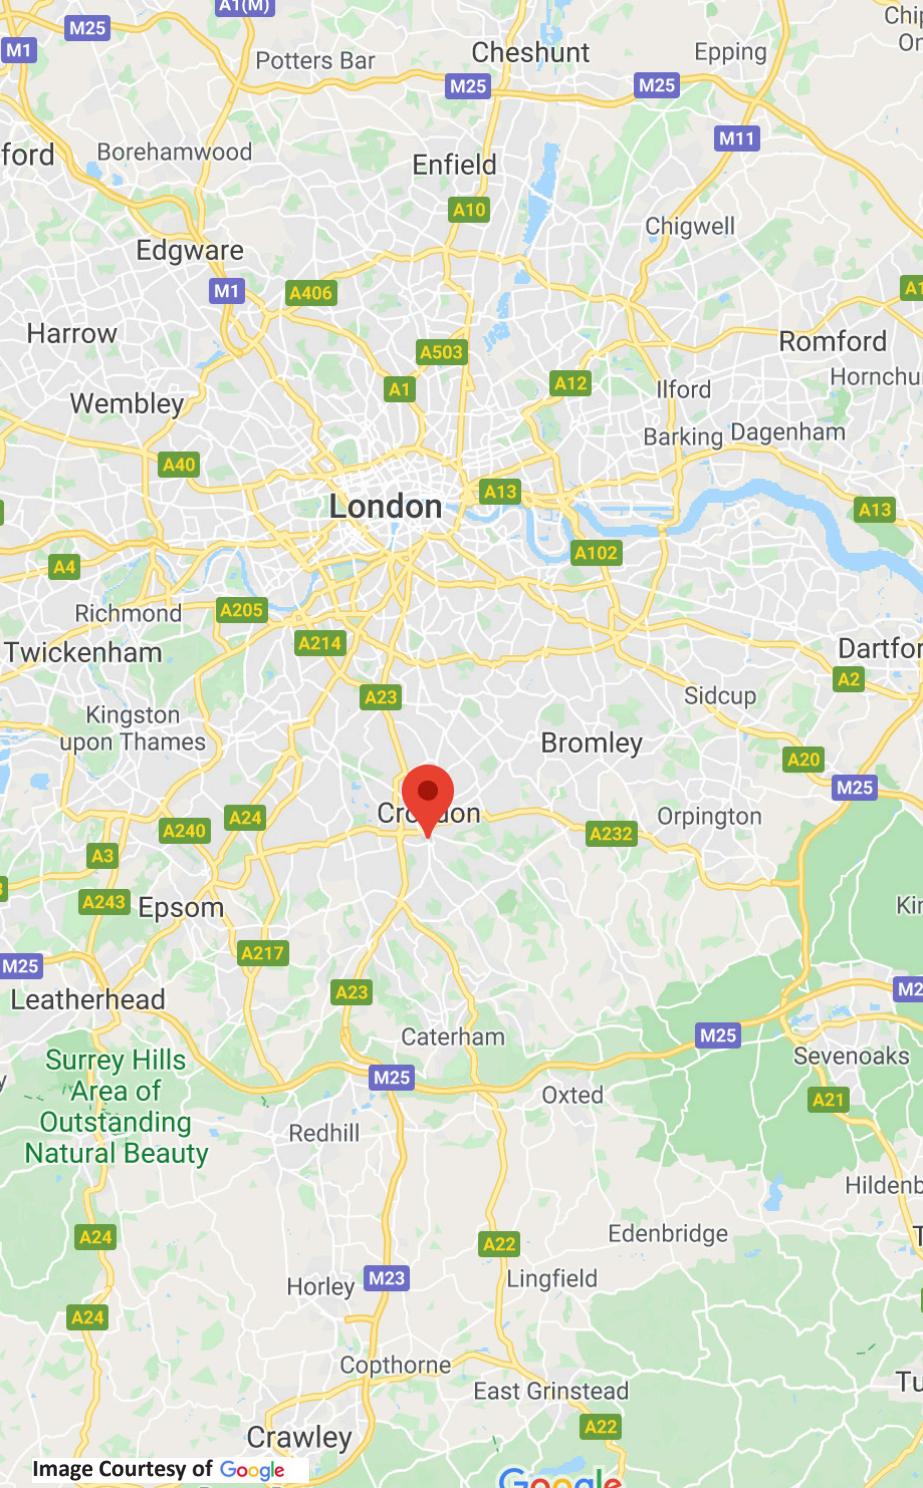 A1(M)
M25
M1
Potters Bar
Cheshunt
Epping
M25
M25
M11
ford
Borehamwood
Enfield
A10
Chigwell
Edgware
M1
A406
Harrow
A503
Romford
A1
A12
Ilford
Hornchu
Wembley
Barking
Dagenham
A40
London
A13
A13
A102
A4
Richmond
A205
A214
Twickenham
Dartfor
A2
A23
Sidcup
Kingston
upon Thames
Bromley
A20
M25
A24
A240
A232
Orpington
A3
A243
Epsom
Kin
A217
M25
A23
M2
Leatherhead
Caterham
M25
Sevenoaks
Surrey Hills
Area of
Outstanding
Natural Beauty
M25
Oxted
A21
Redhill
Hildenb
A24
A22
Edenbridge
Horley
M23
Lingfield
A24
Copthorne
East Grinstead
Tu
A22
Crawley
Image Courtesy of Google
Google